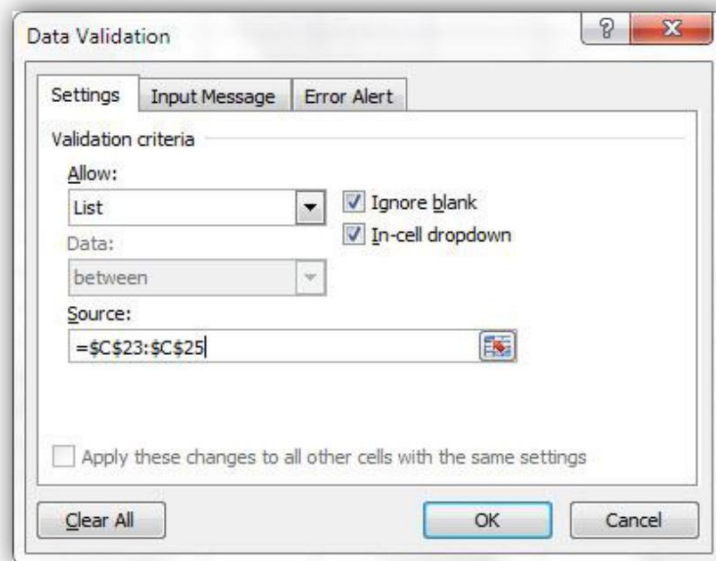 Data Validation
Settings
Input Message
Error Alert
Validation criteria
Allow:
List
Ignore blank
Data:
In-cell dropdown
between
Source:
=$C$23:$C$25
Apply these changes to all other cells with the same settings
Clear All
OK
Cancel